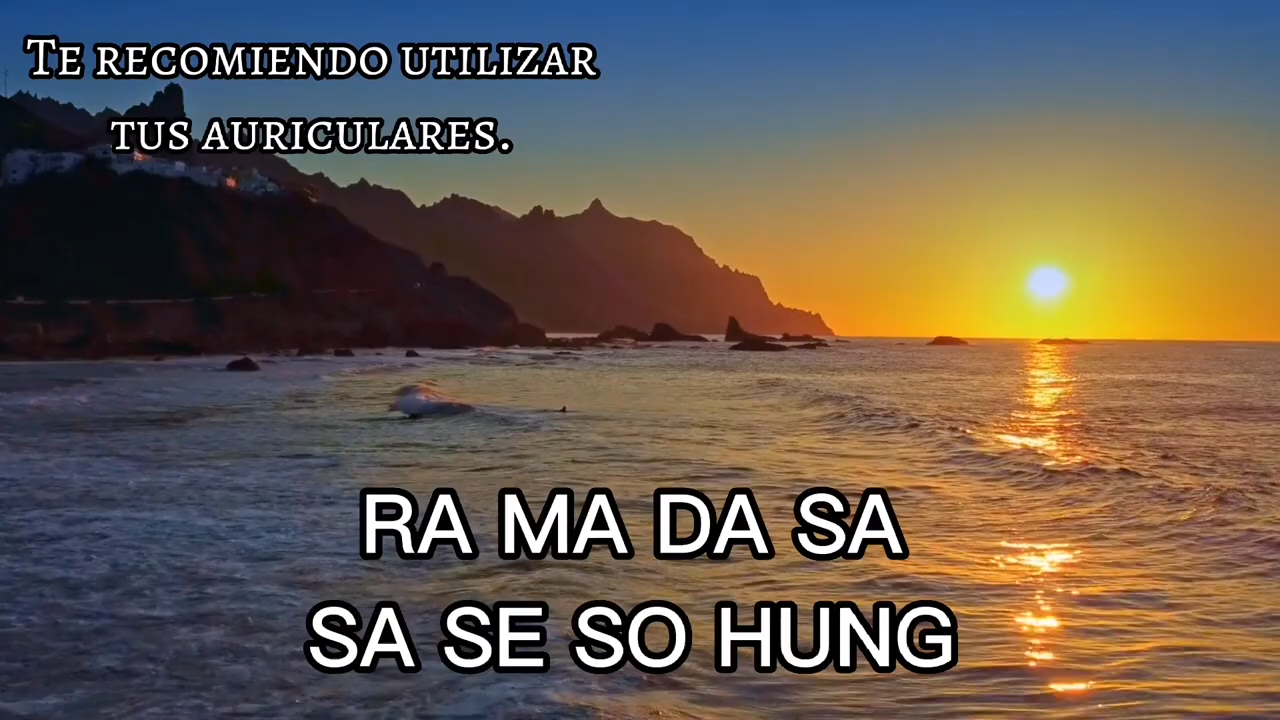 Te recomiendo utilizar
tus auriculares.
RA MA DA SA
SA SE SO HUNG